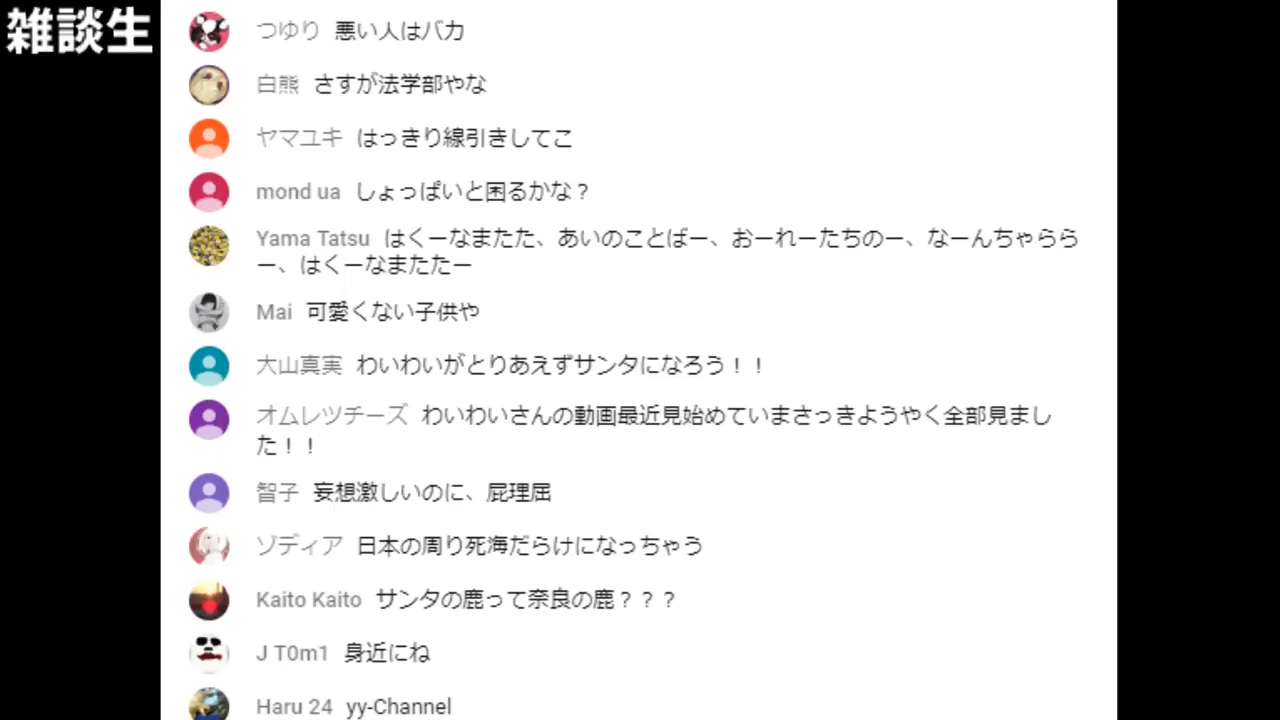 雑談生
つゆり 悪い人はバカ
白熊 さすが法学部やな
ヤマユキ はっきり線引きしてこ
mond ua しょっぱいと困るかな？
Yama Tatsu はくーなまたた、あいのことばー、おーれーたちのー、なーんちゃらら
ー、はくーなまたたー
Mai 可愛くない子供や
大山真実 わいわいがとりあえずサンタになろう！！
オムレツチーズ わいわいさんの動画最近見始めていまさっきようやく全部見まし
た！！
智子 妄想激しいのに、屁理屈
ゾディア 日本の周り死海だらけになっちゃう
Kaito Kaito サンタの鹿って奈良の鹿？？？
J T0m1 身近にね
Haru 24 yy-Channel